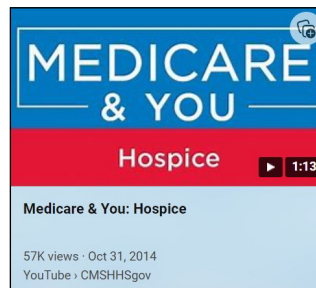 MEDICARE
& YOU
Hospice
1:13
Medicare & You: Hospice
57K views · Oct 31, 2014
YouTube › CMSHHSgov